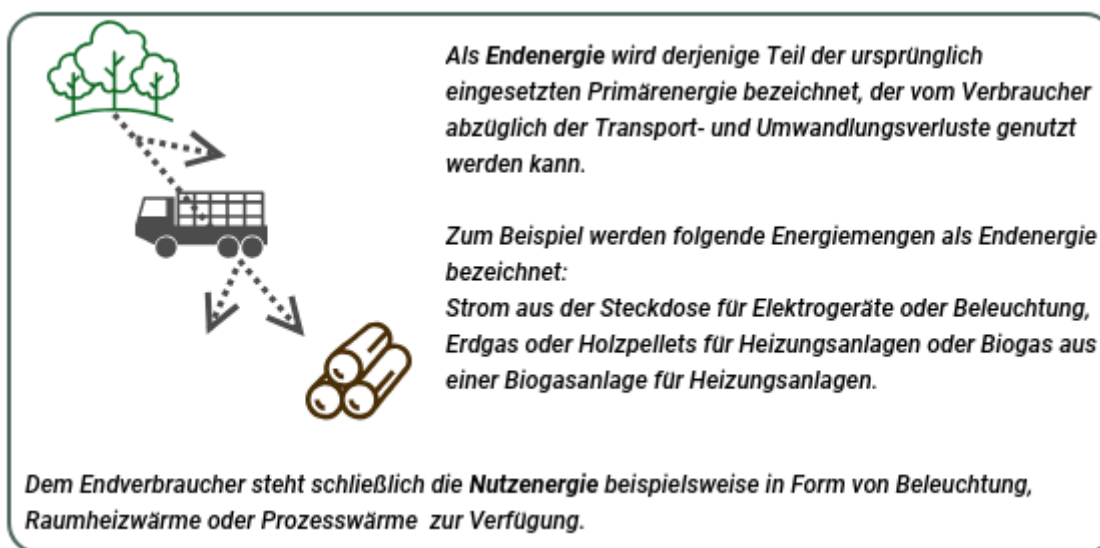 Als Endenergie wird derjenige Teil der ursprünglich
eingesetzten Primärenergie bezeichnet, der vom Verbraucher
abzüglich der Transport- und Umwandlungsverluste genutzt
werden kann.
Zum Beispiel werden folgende Energiemengen als Endenergie
bezeichnet:
Strom aus der Steckdose für Elektrogeräte oder Beleuchtung,
Erdgas oder Holzpellets für Heizungsanlagen oder Biogas aus
einer Biogasanlage für Heizungsanlagen.
Dem Endverbraucher steht schließlich die Nutzenergie beispielsweise in Form von Beleuchtung,
Raumheizwärme oder Prozesswärme zur Verfügung.